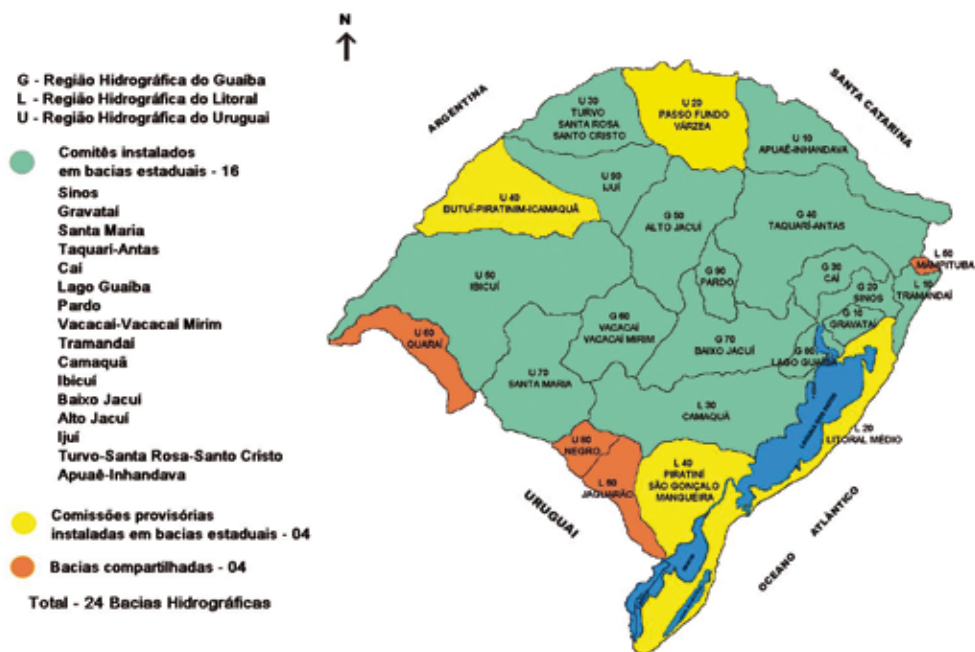 N
G - Região Hidrográfica do Guaíba
L - Região Hidrográfica do Litoral
U - Região Hidrográfica do Uruguai
Comitês instalados
em bacias estaduais - 16
Sinos
Gravataí
Santa Maria
Taquarí-Antas
Caí
Lago Guaíba
Pardo
Vacacaí-Vacacaí Mirim
Tramandaí
Camaquã
Ibicuí
Baixo Jacuí
Alto Jacuí
Ijuí
Turvo-Santa Rosa-Santo Cristo
Apuaê-Inhandava
Comissões provisórias
instaladas em bacias estaduais - 04
Bacias compartilhadas - 04
Total - 24 Bacias Hidrográficas
ARGENTINA
SANTA CATARINA
U 30
TURVO
SANTA ROSA
SANTO CRISTO
U 20
PASSO FUNDO
VÁRZEA
U 10
APUAÊ-INHANDAVA
U 90
IJUÍ
U 40
BUTUÍ-PIRATINIM-ICAMAQUÃ
G 50
ALTO JACUÍ
G 40
TAQUARÍ-ANTAS
L 50
MAMPITUBA
L 10
TRAMANDAÍ
G 30
CAÍ
G 20
SINOS
G 10
GRAVATAÍ
G 90
PARDO
U 50
IBICUÍ
G 60
VACACAÍ
VACACAÍ MIRIM
G 70
BAIXO JACUÍ
G 80
LAGO GUAÍBA
U 60
QUARAÍ
U 70
SANTA MARIA
L 30
CAMAQUÃ
L 20
LITORAL MÉDIO
U 80
NEGRO
L 60
JAGUARÃO
L 40
PIRATINÍ
SÃO GONÇALO
MANGUEIRA
URUGUAI
OCEANO ATLÂNTICO